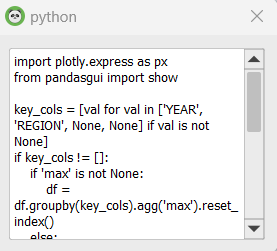 python
import plotly.express as px
from pandasgui import show
key_cols = [val for val in ['YEAR',
'REGION', None, None] if val is not
None]
if key_cols != []:
    if 'max' is not None:
        df =
df.groupby(key_cols).agg('max').reset_
index()
    else: